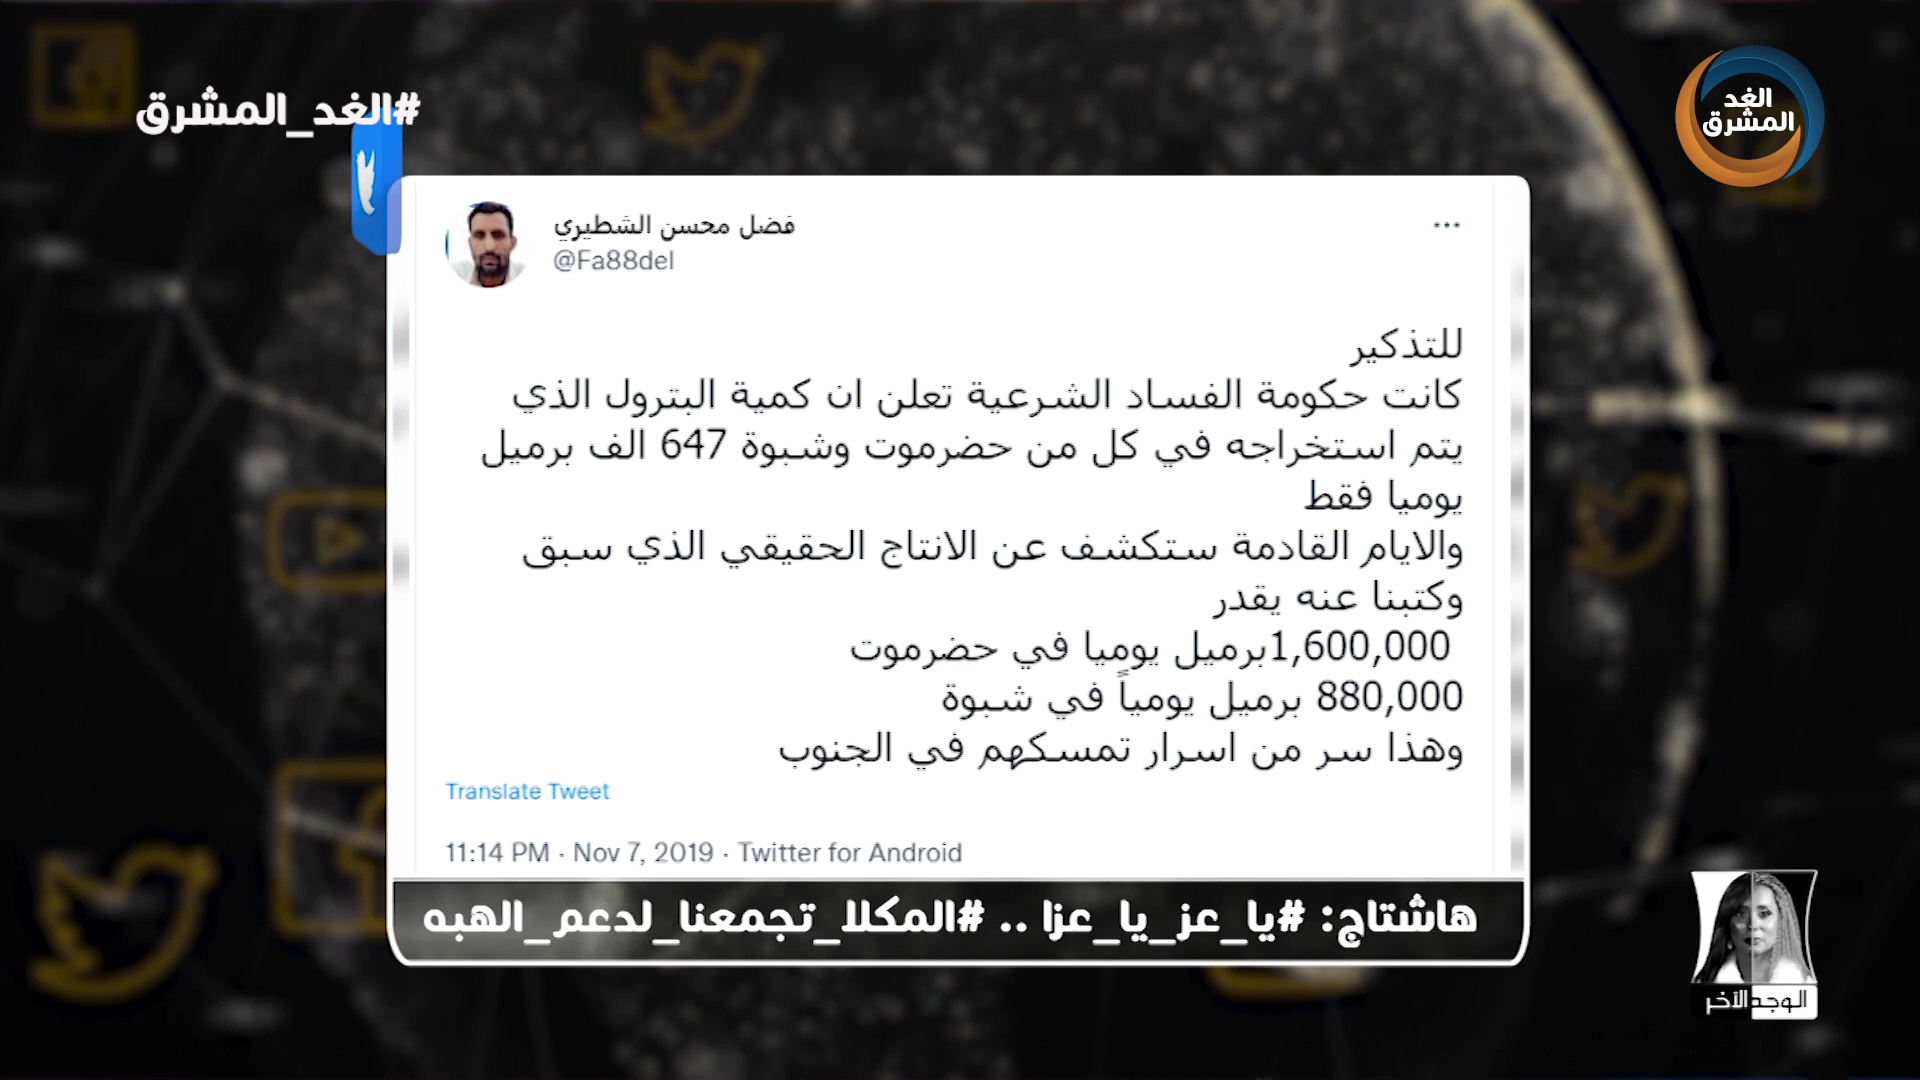 #الغد_المشرق
الغد
المشرق
فضل محسن الشطيري
@Fa88del
للتذكير
كانت حكومة الفساد الشرعية تعلن ان كمية البترول الذي
يتم استخراجه في كل من حضرموت وشبوة 647 الف برميل
يوميا فقط
والايام القادمة ستكشف عن الانتاج الحقيقي الذي سبق
وكتبنا عنه يقدر
1,600,000برميل يوميا في حضرموت
880,000 برميل يومياً في شبوة
وهذا سر من اسرار تمسكهم في الجنوب
Translate Tweet
11:14 PM · Nov 7, 2019 · Twitter for Android
هاشتاج: #يا_عز_يا_عزا .. #المكلا_تجمعنا_لدعم_الهبه
الوجه الآخر